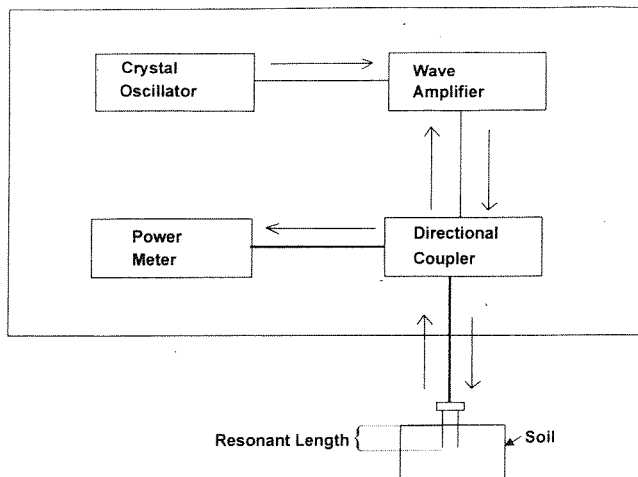 Crystal
Oscillator
Wave
Amplifier
Power
Meter
Directional
Coupler
Resonant Length
Soil